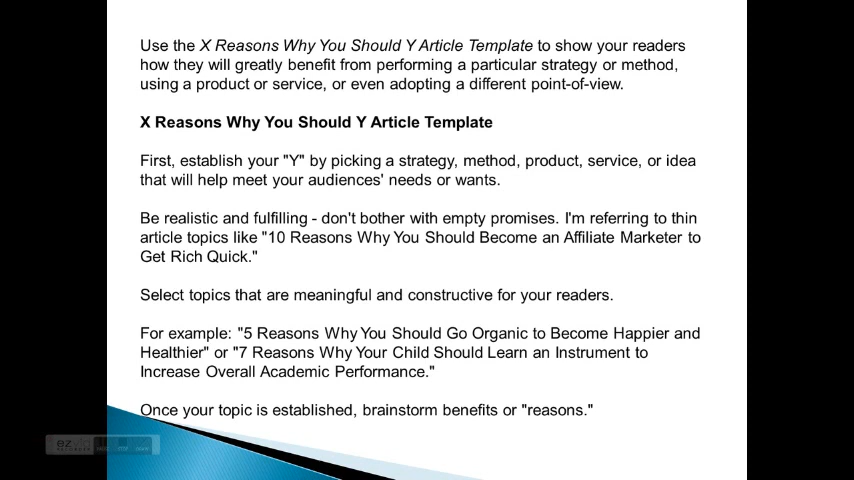 Use the X Reasons Why You Should Y Article Template to show your readers
how they will greatly benefit from performing a particular strategy or method,
using a product or service, or even adopting a different point-of-view.
X Reasons Why You Should Y Article Template
First, establish your "Y" by picking a strategy, method, product, service, or idea
that will help meet your audiences' needs or wants.
Be realistic and fulfilling - don't bother with empty promises. I'm referring to thin
article topics like "10 Reasons Why You Should Become an Affiliate Marketer to
Get Rich Quick."
Select topics that are meaningful and constructive for your readers.
For example: "5 Reasons Why You Should Go Organic to Become Happier and
Healthier" or "7 Reasons Why Your Child Should Learn an Instrument to
Increase Overall Academic Performance."
Once your topic is established, brainstorm benefits or "reasons."